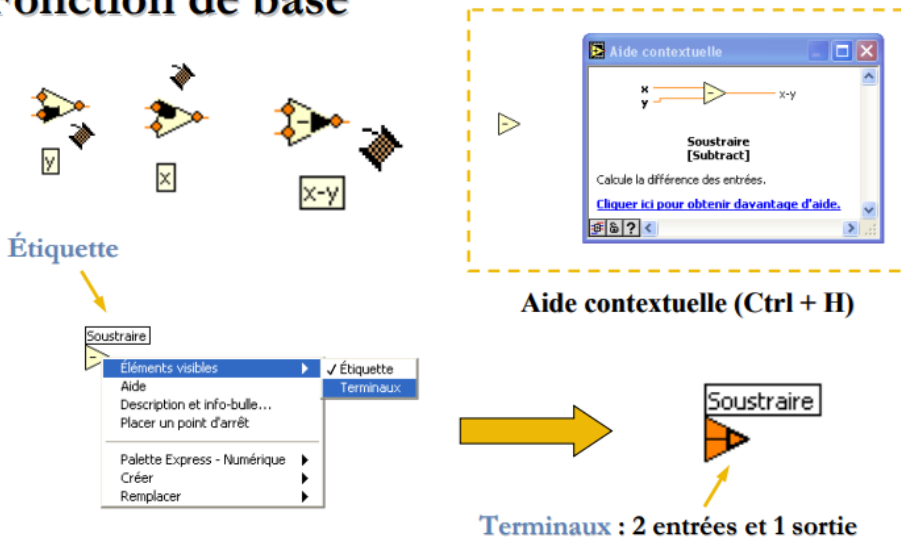 Fonction de base
y
x
x-y
Aide contextuelle
x
y
x-y
Soustraire
[Subtract]
Calcule la différence des entrées.
Cliquer ici pour obtenir davantage d'aide.
?
Aide contextuelle (Ctrl + H)
Étiquette
Soustraire
Éléments visibles
Aide
Description et info-bulle...
Placer un point d'arrêt
Palette Express - Numérique
Créer
Remplacer
✓ Étiquette
Terminaux
Soustraire
Terminaux : 2 entrées et 1 sortie